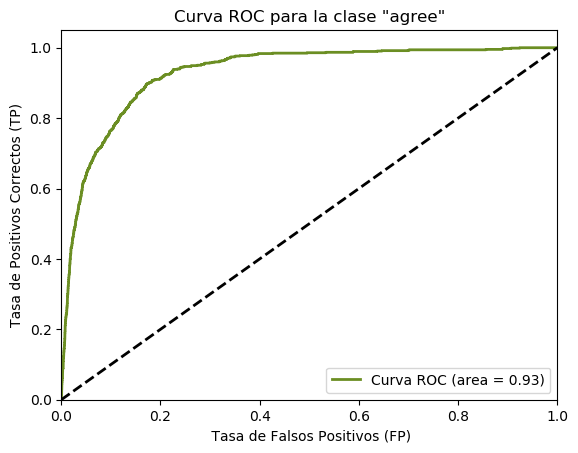 Curva ROC para la clase "agree"
Tasa de Positivos Correctos (TP)
1.0
0.8
0.6
0.4
0.2
0.0
Curva ROC (area = 0.93)
0.0 0.2 0.4 0.6 0.8 1.0
Tasa de Falsos Positivos (FP)